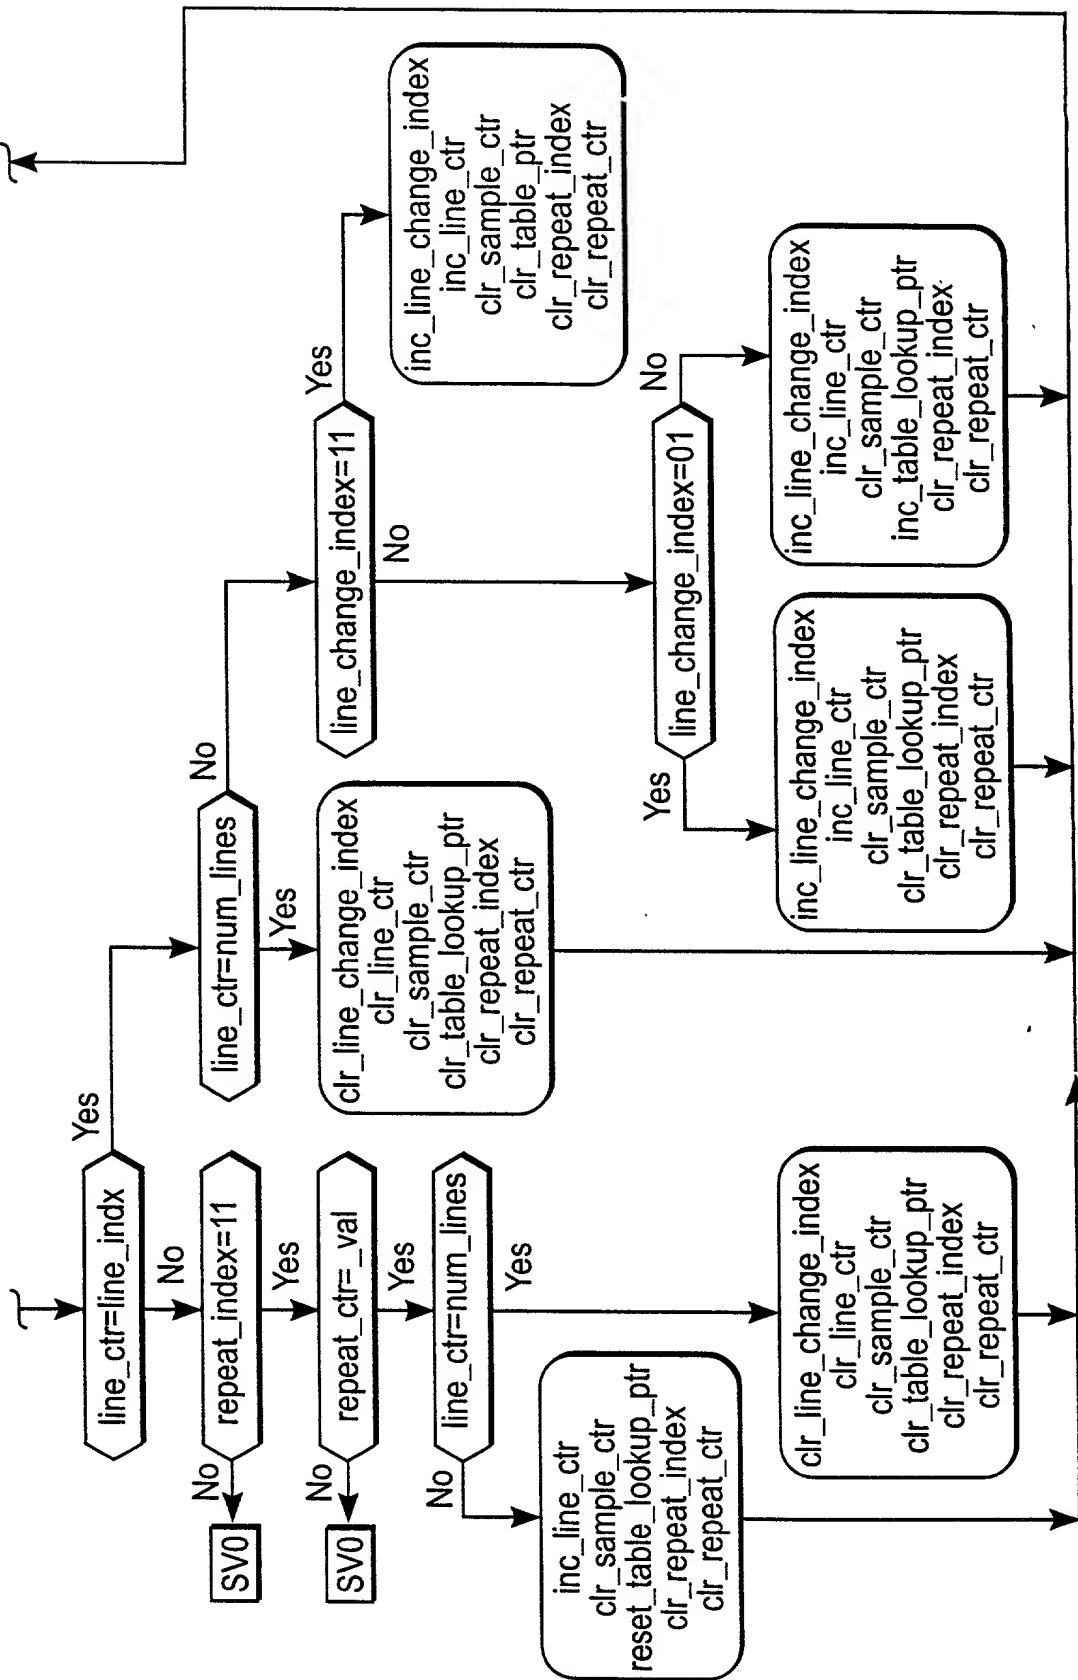 line_ctr=line_indx
Yes
No
repeat_index=11
No
SV0
Yes
repeat_ctr=_val
No
SV0
Yes
line_ctr=num_lines
No
Yes
inc_line_ctr
clr_sample_ctr
reset_table_lookup_ptr
clr_repeat_index
clr_repeat_ctr
clr_line_change_index
clr_line_ctr
clr_sample_ctr
clr_table_lookup_ptr
clr_repeat_index
clr_repeat_ctr
line_ctr=num_lines
No
Yes
clr_line_change_index
clr_line_ctr
clr_sample_ctr
clr_table_lookup_ptr
clr_repeat_index
clr_repeat_ctr
line_change_index=11
Yes
No
inc_line_change_index
inc_line_ctr
clr_sample_ctr
clr_table_ptr
clr_repeat_index
clr_repeat_ctr
line_change_index=01
Yes
No
inc_line_change_index
inc_line_ctr
clr_sample_ctr
clr_table_lookup_ptr
clr_repeat_index
clr_repeat_ctr
inc_line_change_index
inc_line_ctr
clr_sample_ctr
inc_table_lookup_ptr
clr_repeat_index
clr_repeat_ctr